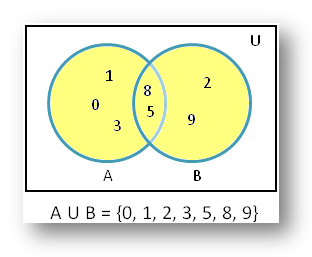 U
1
8
2
0
5
3
9
A
B
A U B = {0, 1, 2, 3, 5, 8, 9}